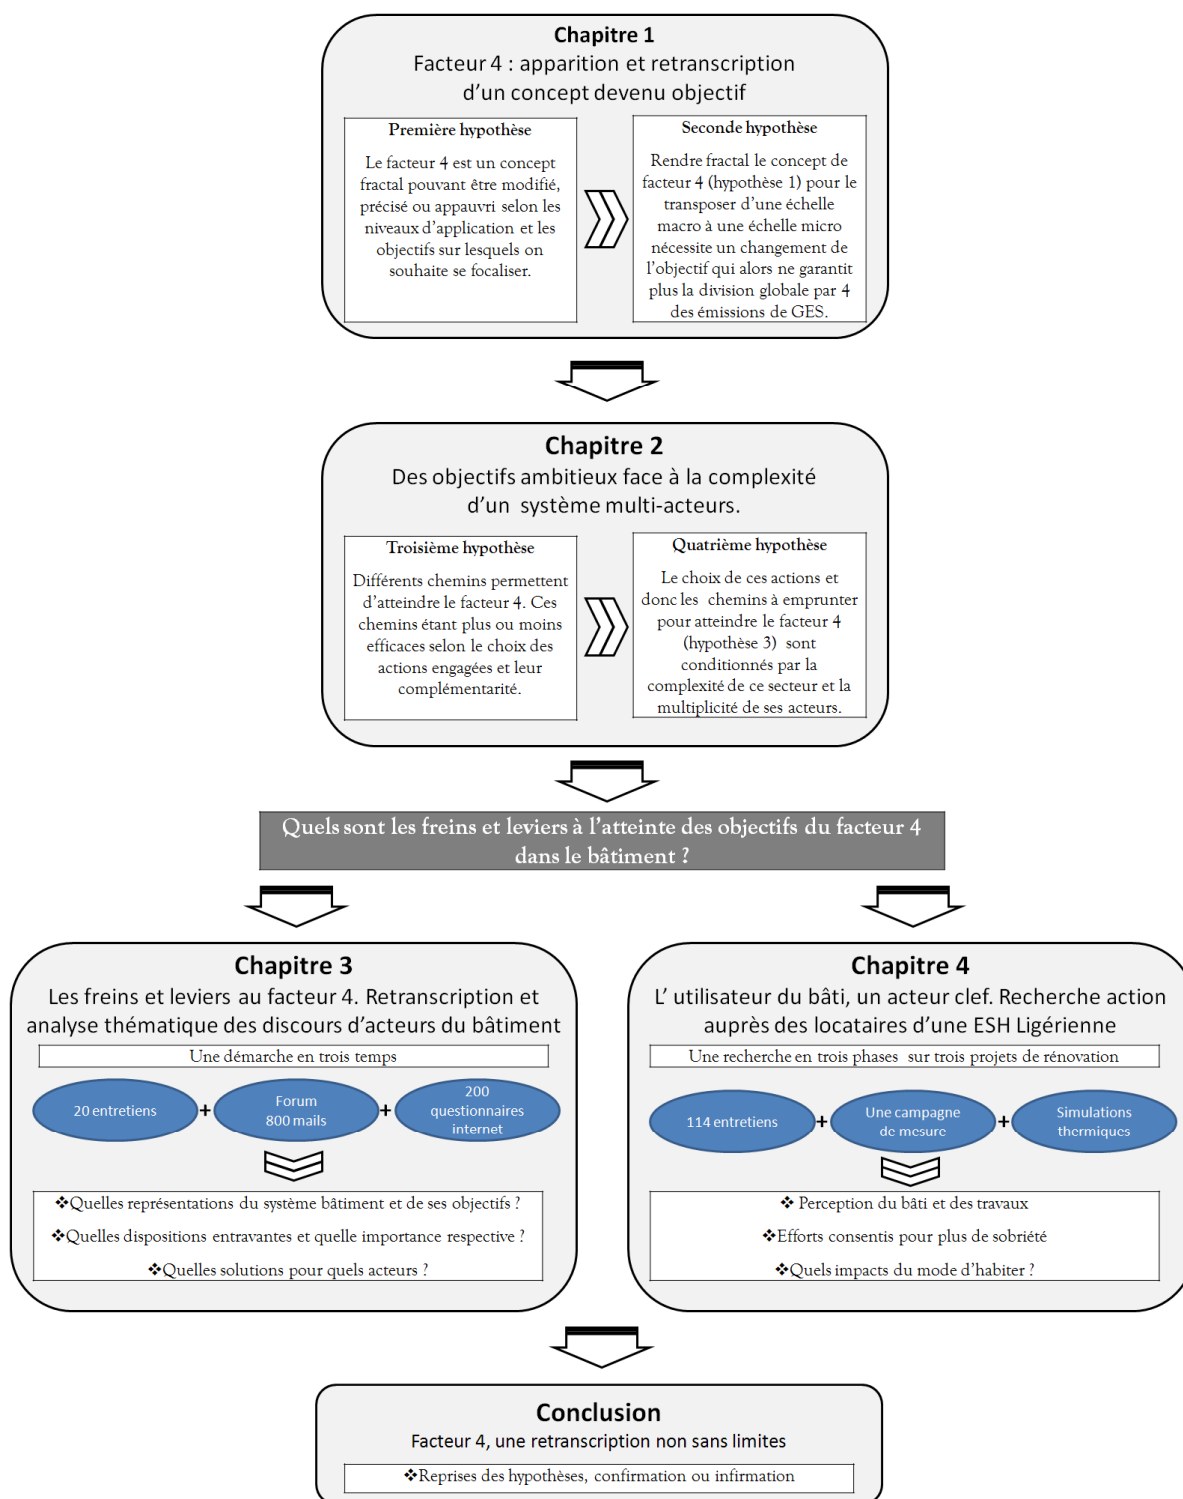 Chapitre 1
Facteur 4 : apparition et retranscription
d'un concept devenu objectif
Première hypothèse
Le facteur 4 est un concept
fractal pouvant être modifié,
précisé ou appauvri selon les
niveaux d'application et les
objectifs sur lesquels on
souhaite se focaliser.
Seconde hypothèse
Rendre fractal le concept de
facteur 4 (hypothèse 1) pour le
transposer d'une échelle
macro à une échelle micro
nécessite un changement de
l'objectif qui alors ne garantit
plus la division globale par 4
des émissions de GES.
Chapitre 2
Des objectifs ambitieux face à la complexité
d'un système multi-acteurs.
Troisième hypothèse
Différents chemins permettent
d'atteindre le facteur 4. Ces
chemins étant plus ou moins
efficaces selon le choix des
actions engagées et leur
complémentarité.
Quatrième hypothèse
Le choix de ces actions et
donc les chemins à emprunter
pour atteindre le facteur 4
(hypothèse 3) sont
conditionnés par la
complexité de ce secteur et la
multiplicité de ses acteurs.
Quels sont les freins et leviers à l'atteinte des objectifs du facteur 4
dans le bâtiment ?
Chapitre 3
Les freins et leviers au facteur 4. Retranscription et
analyse thématique des discours d'acteurs du bâtiment
Une démarche en trois temps
20 entretiens
+
Forum
800 mails
+
200
questionnaires
internet
❖Quelles représentations du système bâtiment et de ses objectifs ?
❖Quelles dispositions entravantes et quelle importance respective ?
❖Quelles solutions pour quels acteurs ?
Chapitre 4
L' utilisateur du bâti, un acteur clef. Recherche action
auprès des locataires d'une ESH Ligérienne
Une recherche en trois phases sur trois projets de rénovation
114 entretiens
+
Une campagne
de mesure
+
Simulations
thermiques
❖ Perception du bâti et des travaux
❖Efforts consentis pour plus de sobriété
❖Quels impacts du mode d'habiter ?
Conclusion
Facteur 4, une retranscription non sans limites
❖Reprises des hypothèses, confirmation ou infirmation